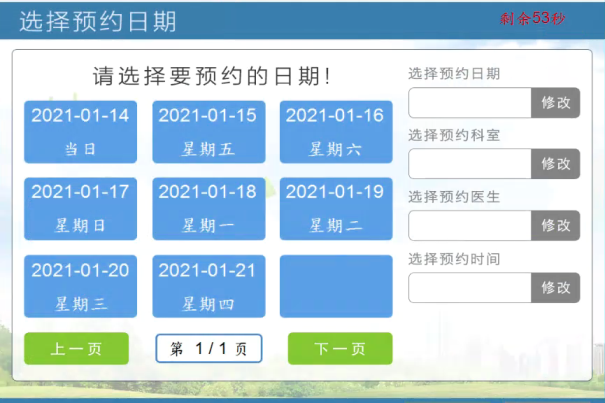 选择预约日期
剩余53秒
请选择要预约的日期!
2021-01-14
当日
2021-01-15
星期五
2021-01-16
星期六
2021-01-17
星期日
2021-01-18
星期一
2021-01-19
星期二
2021-01-20
星期三
2021-01-21
星期四
上一页
第 1/1 页
下一页
选择预约日期
修改
选择预约科室
修改
选择预约医生
修改
选择预约时间
修改